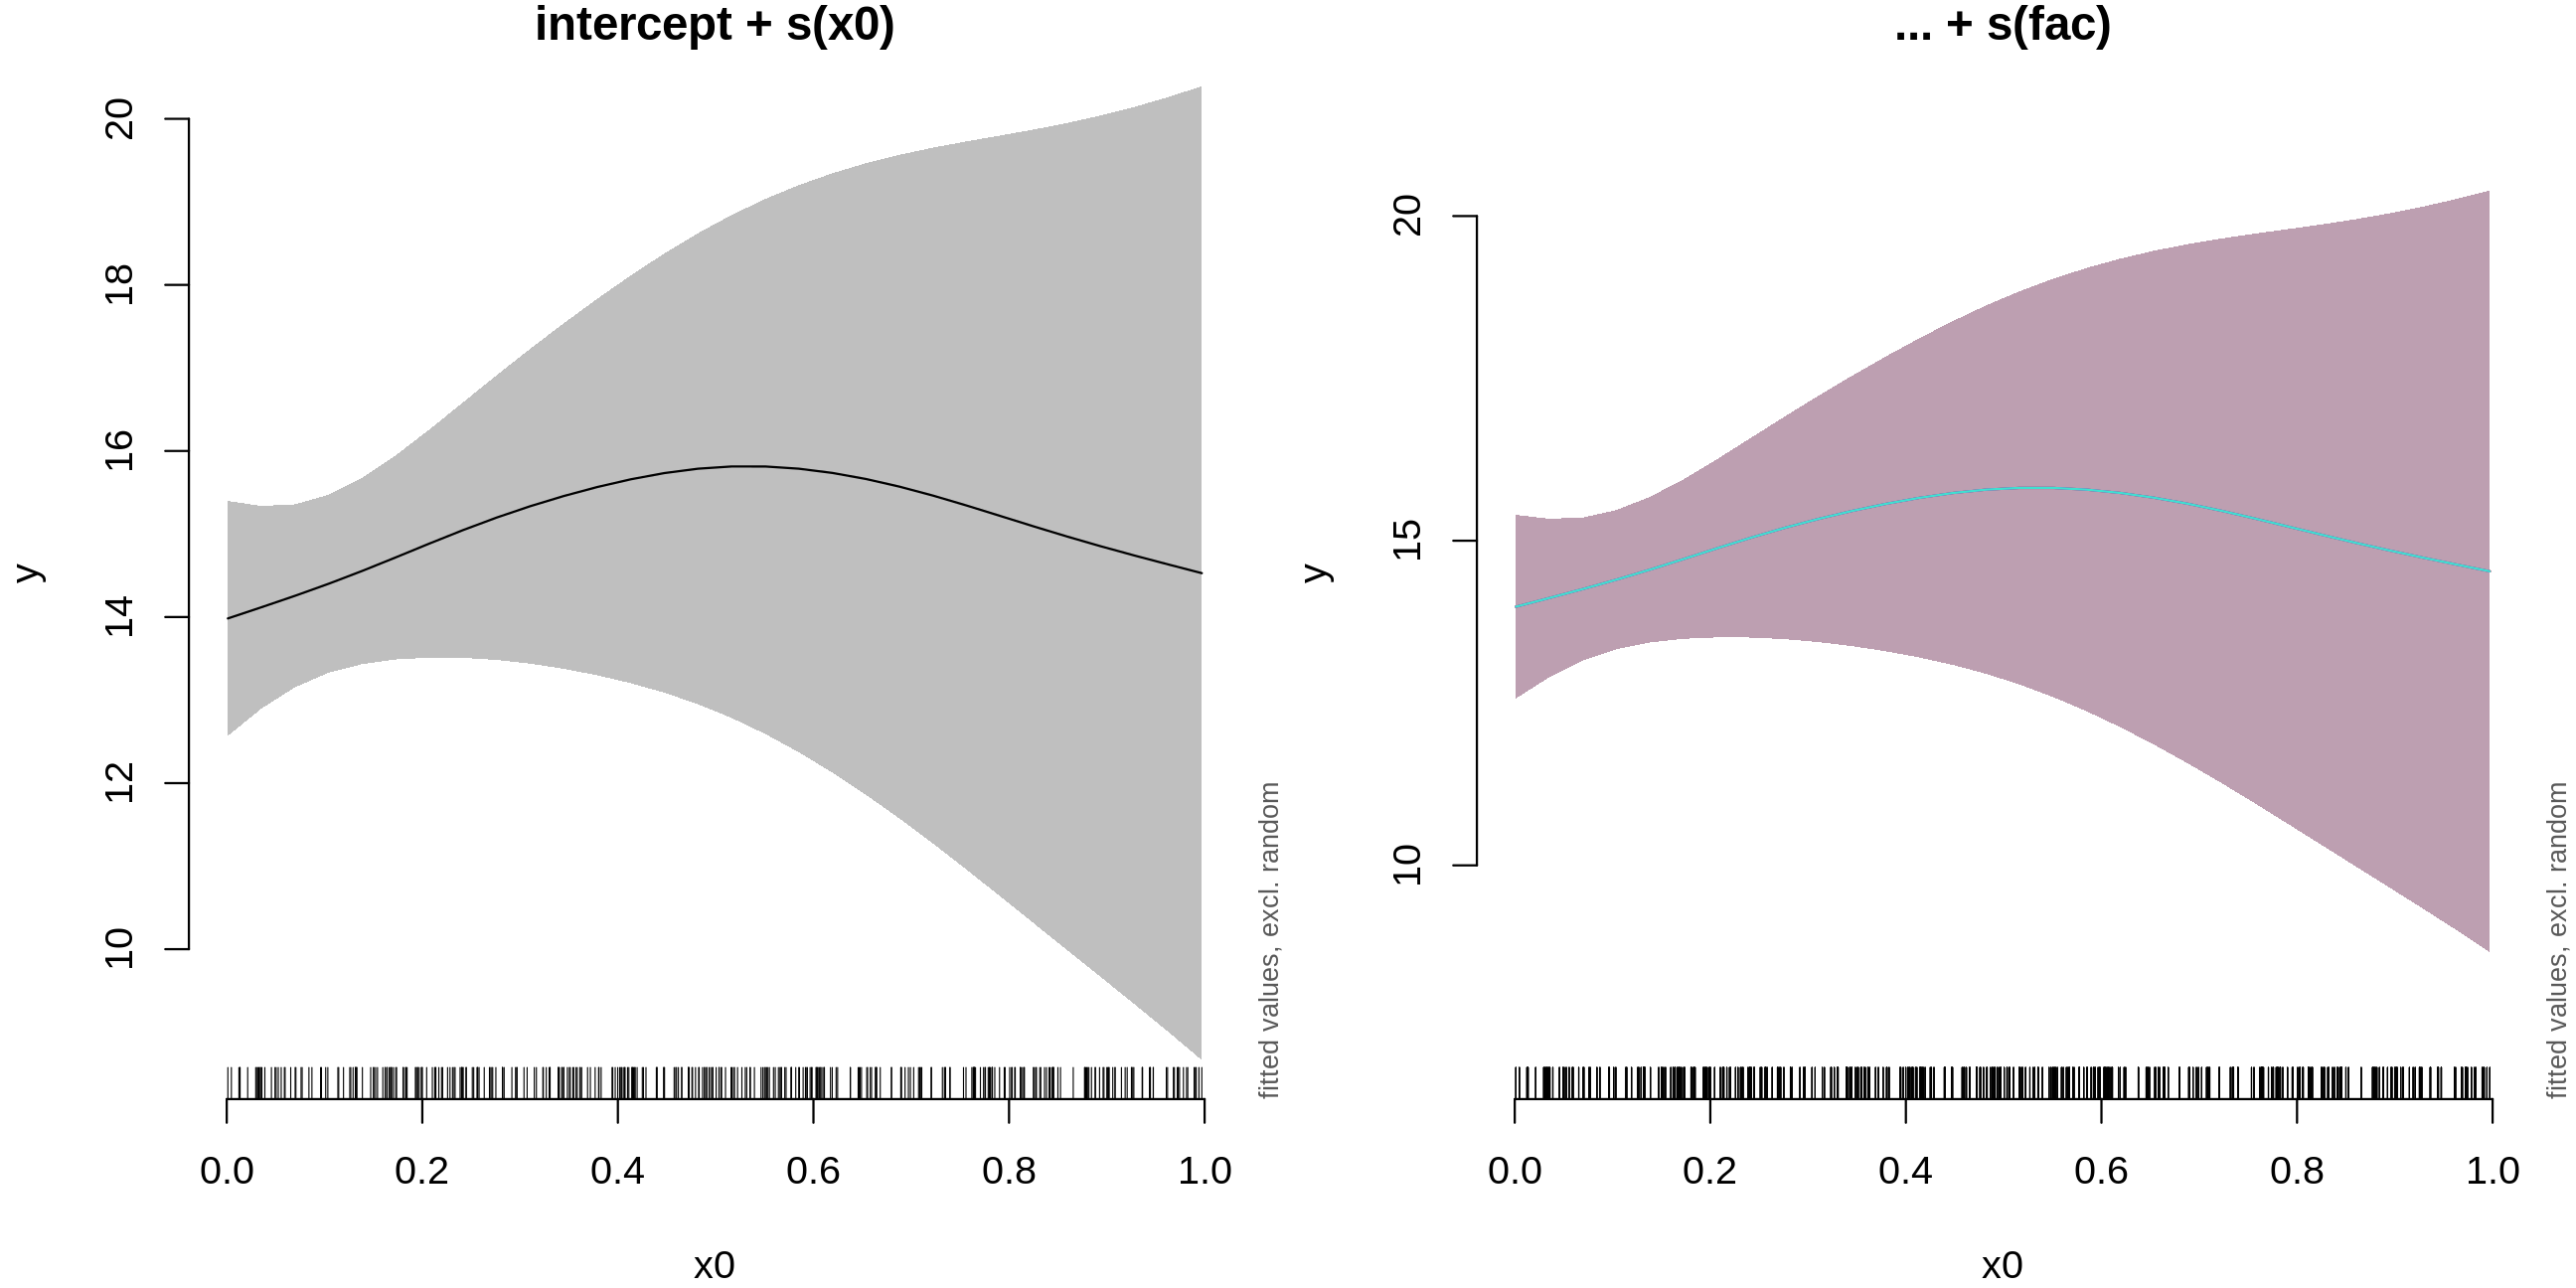 intercept + s(x0)
y
20
18
16
14
12
10
0.0 0.2 0.4 0.6 0.8 1.0
x0
fitted values, excl. random
... + s(fac)
y
20
15
10
0.0 0.2 0.4 0.6 0.8 1.0
x0
fitted values, excl. random